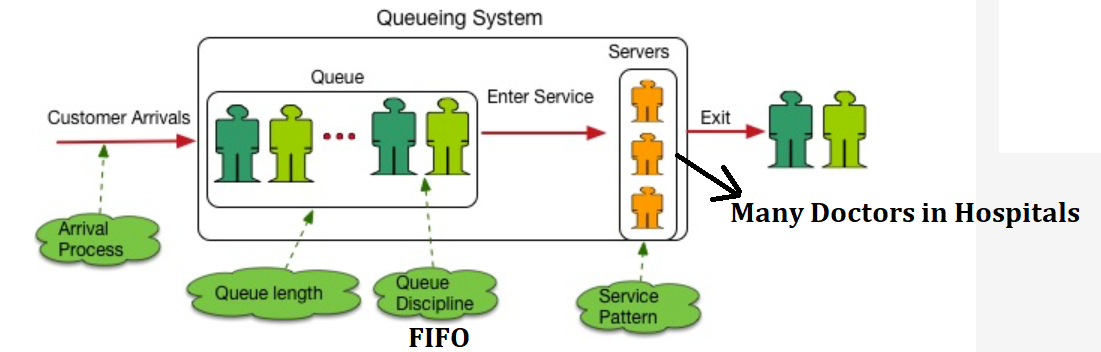 Queueing System
Servers
Queue
Enter Service
Customer Arrivals
Exit
Many Doctors in Hospitals
Arrival
Process
Queue length
Queue
Discipline
Service
Pattern
FIFO